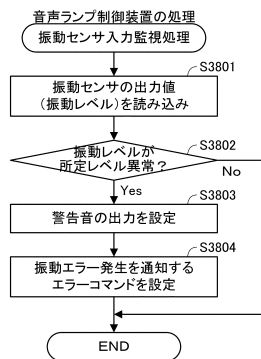 音声ランプ制御装置の処理
振動センサ入力監視処理
S3801
振動センサの出力値
(振動レベル)を読み込み
S3802
振動レベルが
所定レベル異常?
No
Yes
S3803
警告音の出力を設定
S3804
振動エラー発生を通知する
エラーコマンドを設定
END